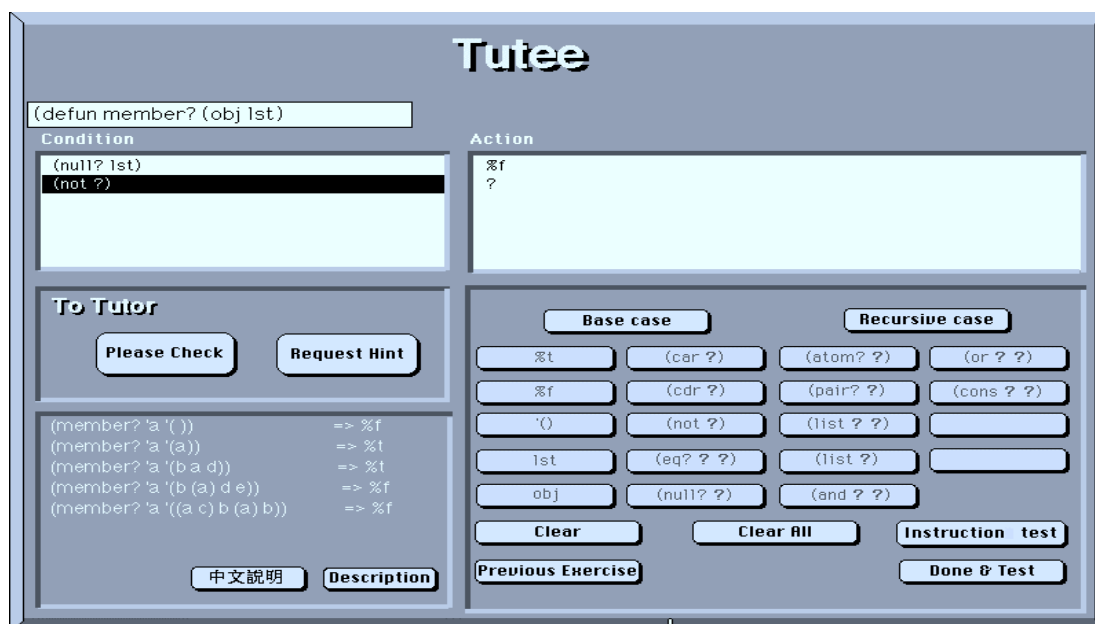 Tutee
(defun member? (obj lst)
Condition
Action
(null? lst)
%f
(not ?)
?
To Tutor
Please Check
Request Hint
Base case
Recursive case
%t
(car ?)
(atom? ?)
(or ? ?)
%f
(cdr ?)
(pair? ?)
(cons ? ?)
'()
(not ?)
(list ? ?)
lst
(eq? ? ?)
(list ?)
obj
(null? ?)
(and ? ?)
(member? 'a '( )) => %f
(member? 'a '(a)) => %t
(member? 'a '(b a d)) => %t
(member? 'a '(b (a) d e)) => %f
(member? 'a '((a c) b (a) b)) => %f
中文説明
Description
Clear
Clear All
Instruction test
Previous Exercise
Done & Test